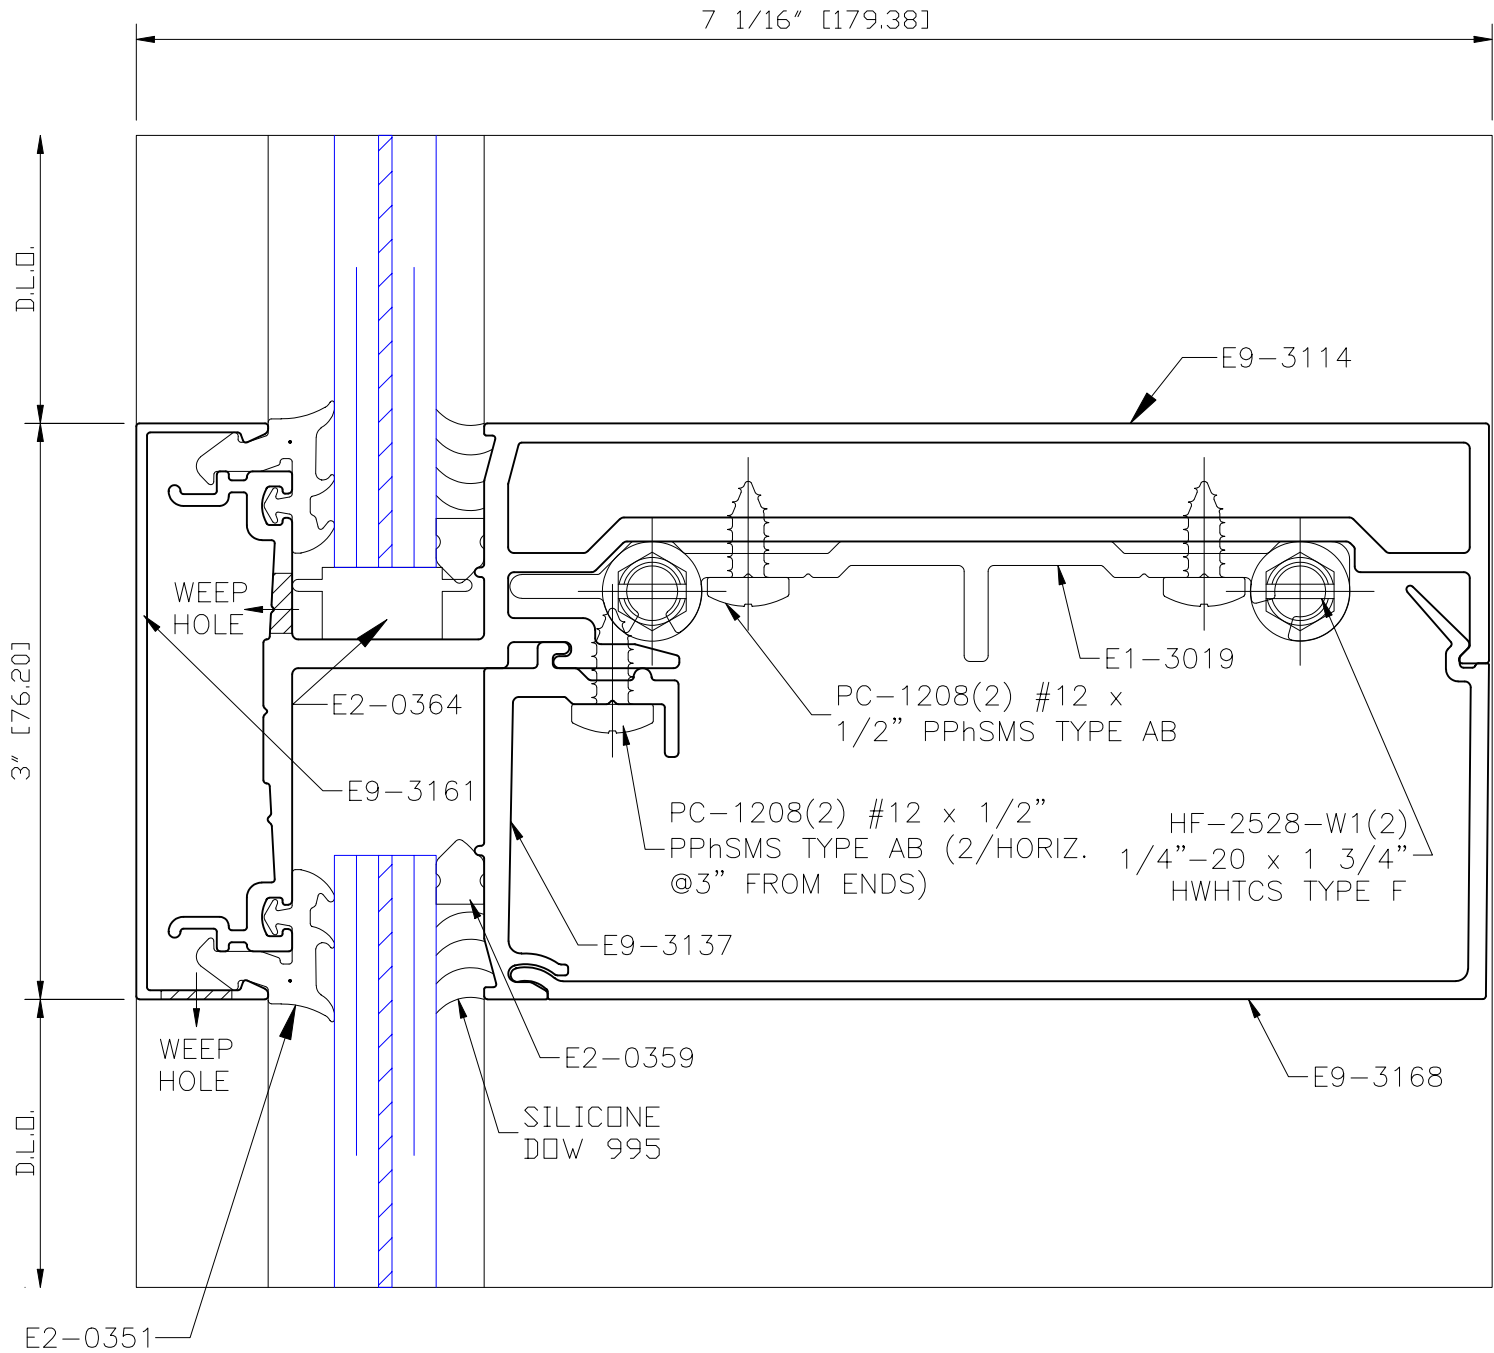 7 1/16" [179.38]
D.L.O.
E9-3114
WEEP
HOLE
E1-3019
E2-0364
PC-1208(2) #12 x
1/2" PPhSMS TYPE AB
3" [76.20]
E9-3161
PC-1208(2) #12 x 1/2"
PPhSMS TYPE AB (2/HORIZ.
@3" FROM ENDS)
HF-2528-W1(2)
1/4"-20 x 1 3/4"
HWHTCS TYPE F
E9-3137
WEEP
HOLE
E2-0359
E9-3168
SILICONE
DOW 995
D.L.O.
E2-0351